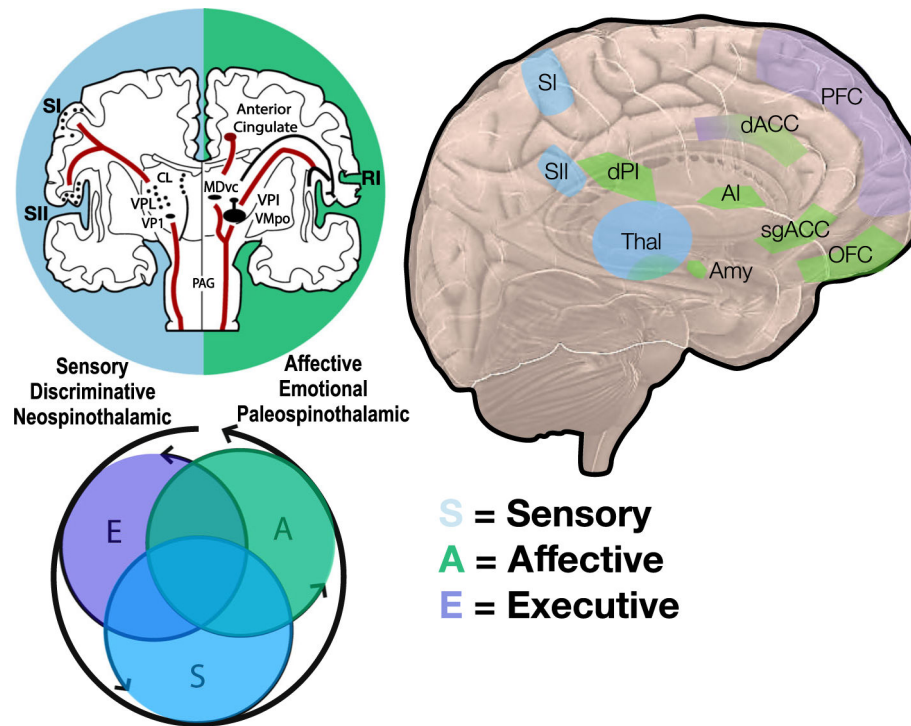 SI
SII
Anterior
Cingulate
CL
VPL
VP1
MDvc
VPI
VMpo
RI
PAG
Sensory
Discriminative
Neospinothalamic
Affective
Emotional
Paleospinothalamic
E
A
S
SI
SII
dPI
Thal
Amy
AI
dACC
PFC
sgACC
OFC
S = Sensory
A = Affective
E = Executive